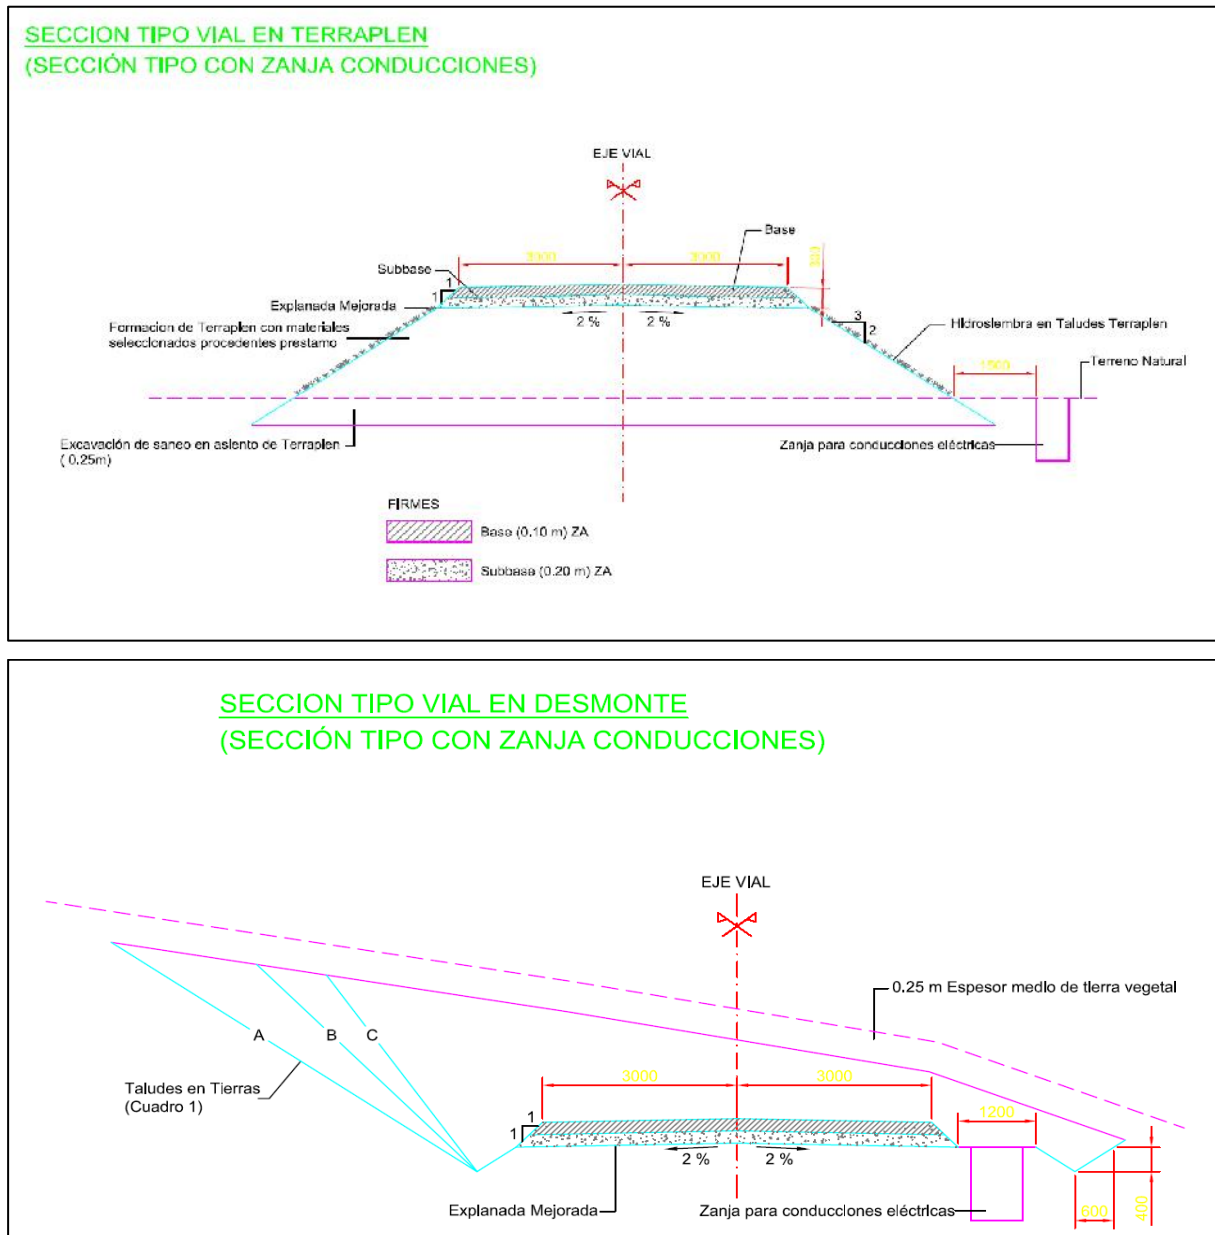 SECCION TIPO VIAL EN TERRAPLEN
(SECCIÓN TIPO CON ZANJA CONDUCCIONES)
EJE VIAL
Base
3000
3000
300
Subbase
1
1
Explanada Mejorada
2 %
2 %
3
2
Formacion de Terraplen con materiales
seleccionados procedentes prestamo
Hidrosiembra en Taludes Terraplen
1500
Terreno Natural
Excavación de saneo en asiento de Terraplen
( 0.25m)
Zanja para conducciones eléctricas
FIRMES
Base (0.10 m) ZA
Subbase (0.20 m) ZA
SECCION TIPO VIAL EN DESMONTE
(SECCIÓN TIPO CON ZANJA CONDUCCIONES)
EJE VIAL
0.25 m Espesor medio de tierra vegetal
A
B
C
Taludes en Tierras
(Cuadro 1)
3000
3000
1200
1
1
2 %
2 %
Explanada Mejorada
Zanja para conducciones eléctricas
600
400